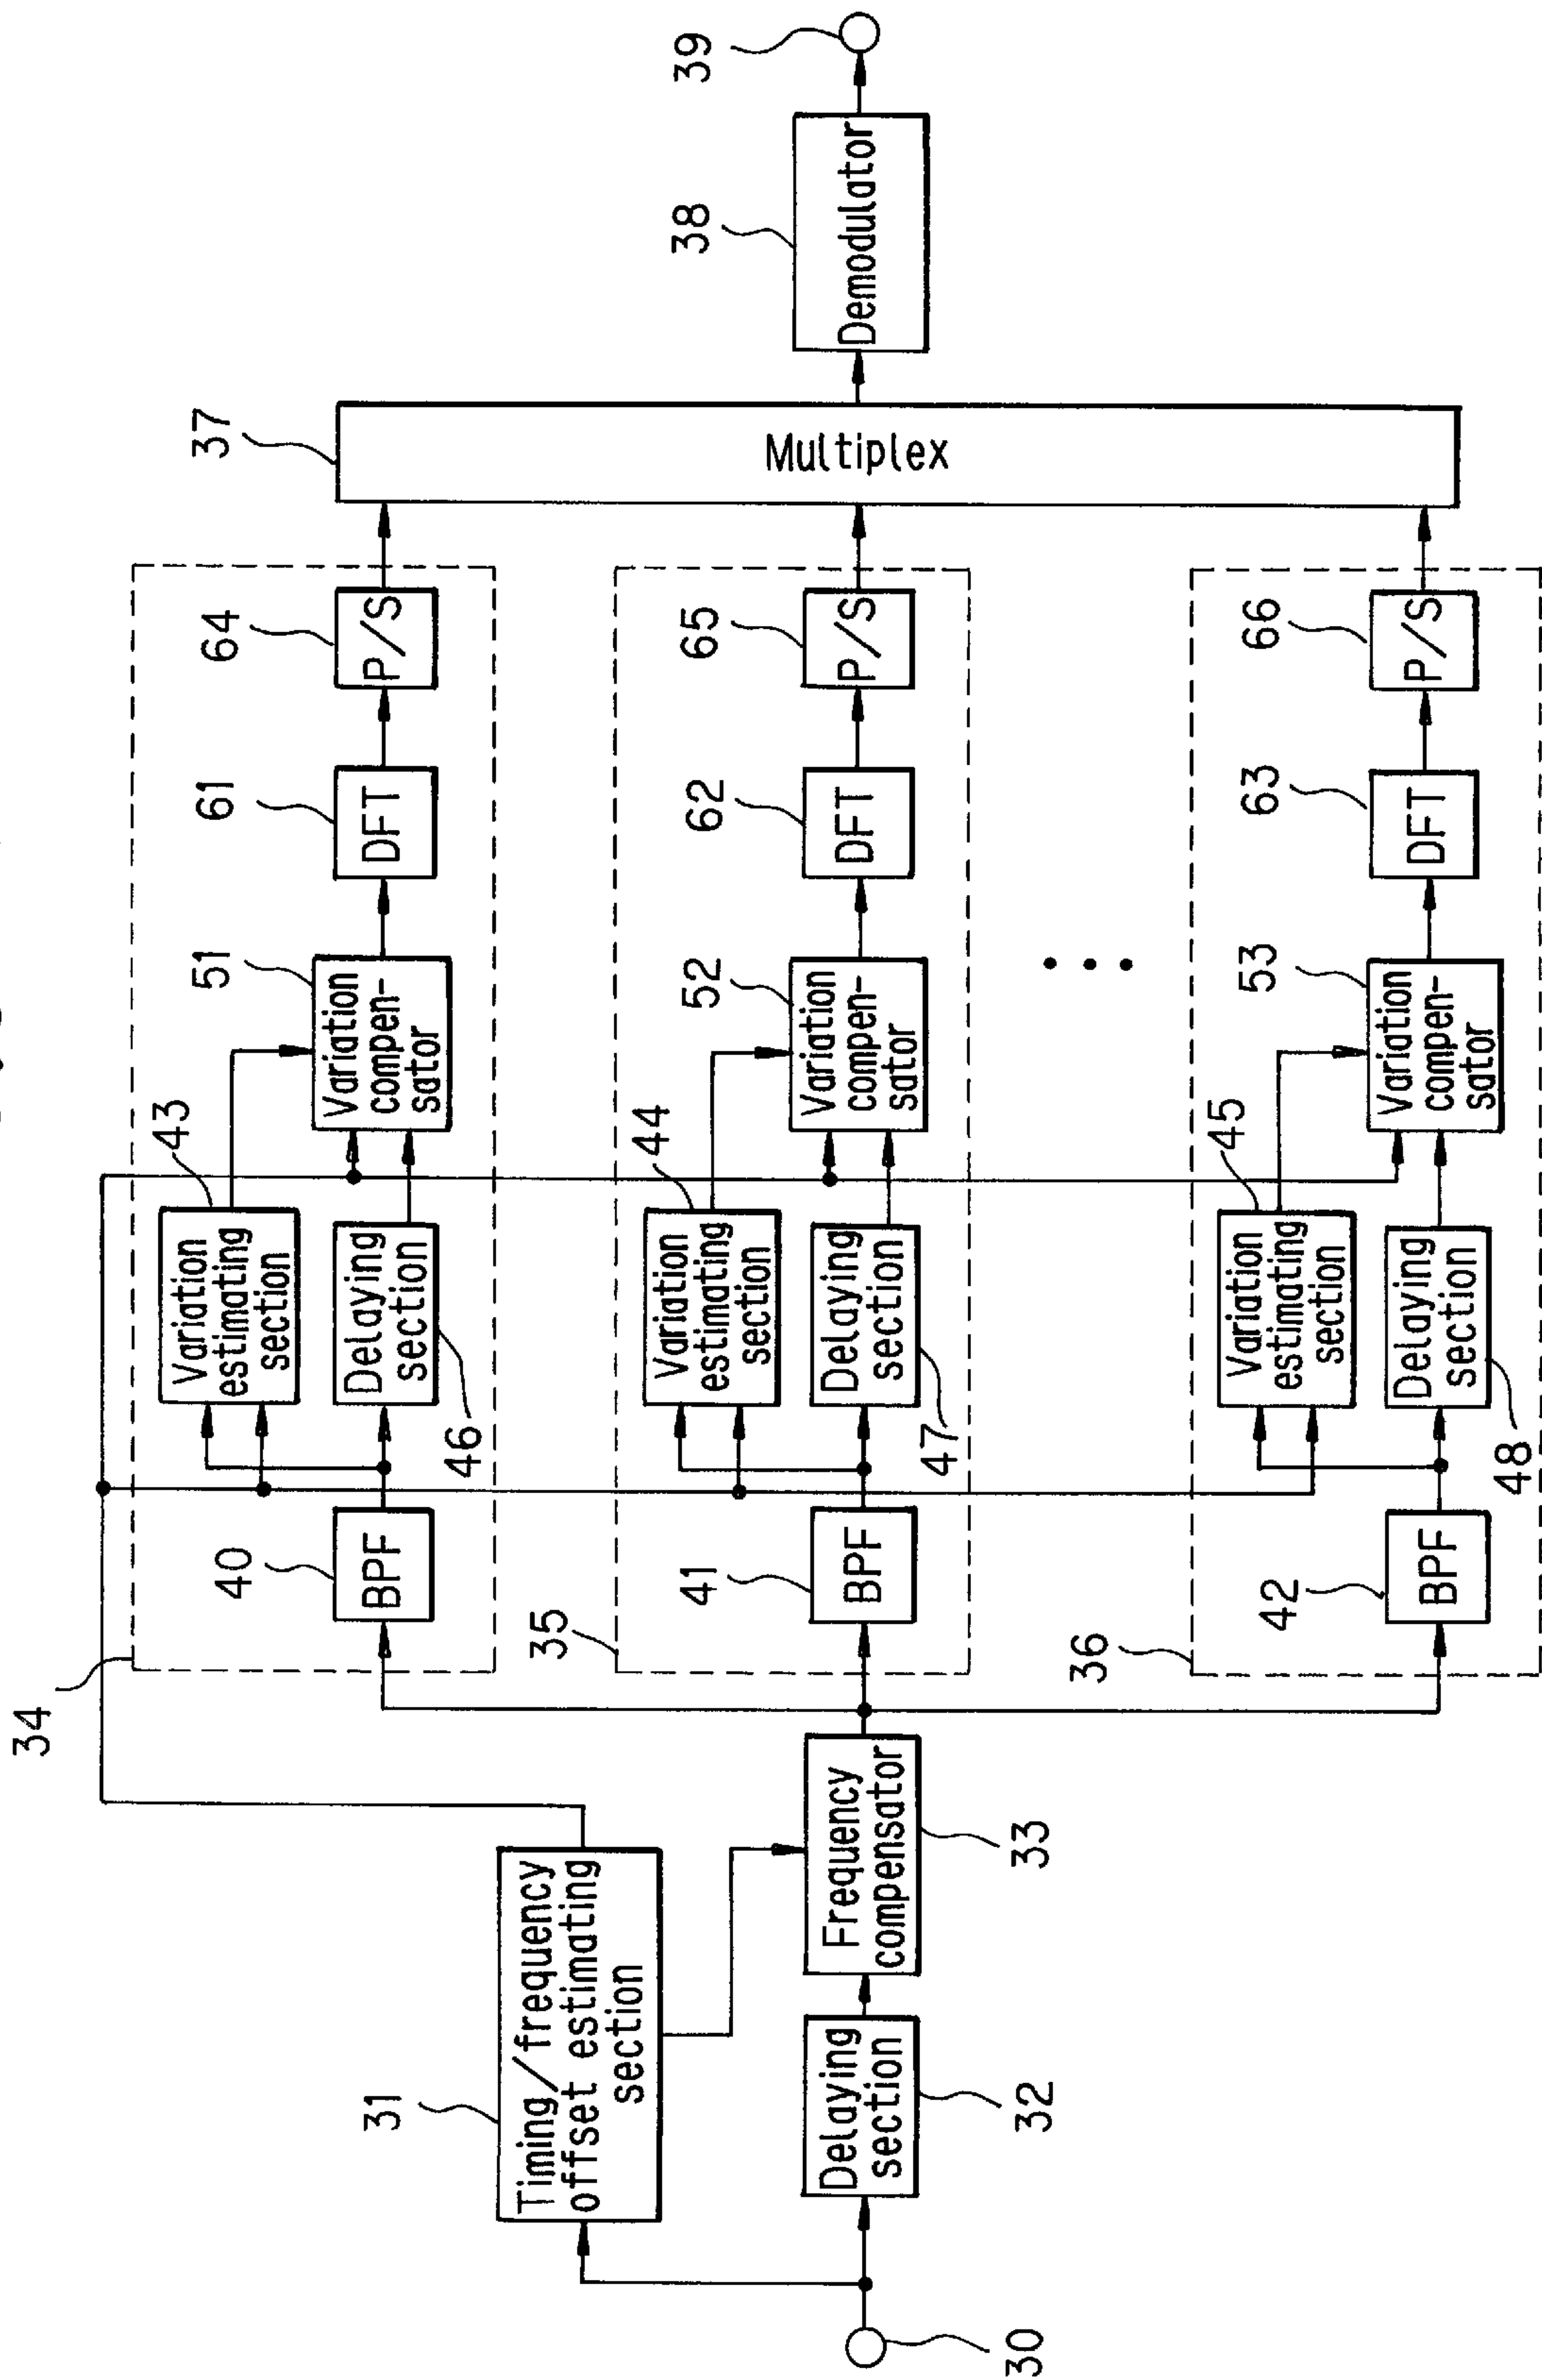 34
40
BPF
43
Variation
estimating
section
46
Delaying
section
51
Variation
compen-
sator
61
DFT
64
P/S
37
Multiplex
38
Demodulator
39
30
31
Timing/frequency
offset estimating
section
32
Delaying
section
33
Frequency
compensator
35
41
BPF
44
Variation
estimating
section
47
Delaying
section
52
Variation
compen-
sator
62
DFT
65
P/S
36
42
BPF
45
Variation
estimating
section
48
Delaying
section
53
Variation
compen-
sator
63
DFT
66
P/S